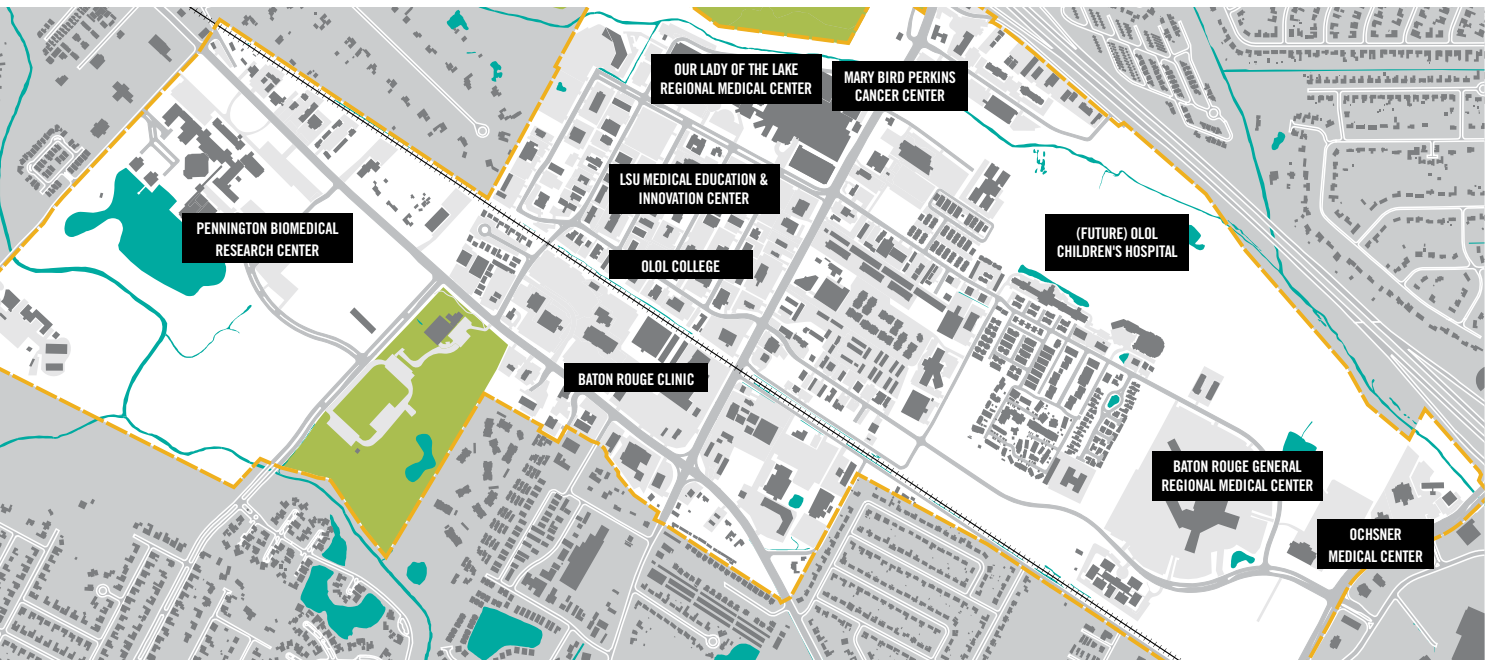 OUR LADY OF THE LAKE
REGIONAL MEDICAL CENTER
MARY BIRD PERKINS
CANCER CENTER
LSU MEDICAL EDUCATION &
INNOVATION CENTER
PENNINGTON BIOMEDICAL
RESEARCH CENTER
(FUTURE) OLOL
CHILDREN'S HOSPITAL
OLOL COLLEGE
BATON ROUGE CLINIC
BATON ROUGE GENERAL
REGIONAL MEDICAL CENTER
OCHSNER
MEDICAL CENTER